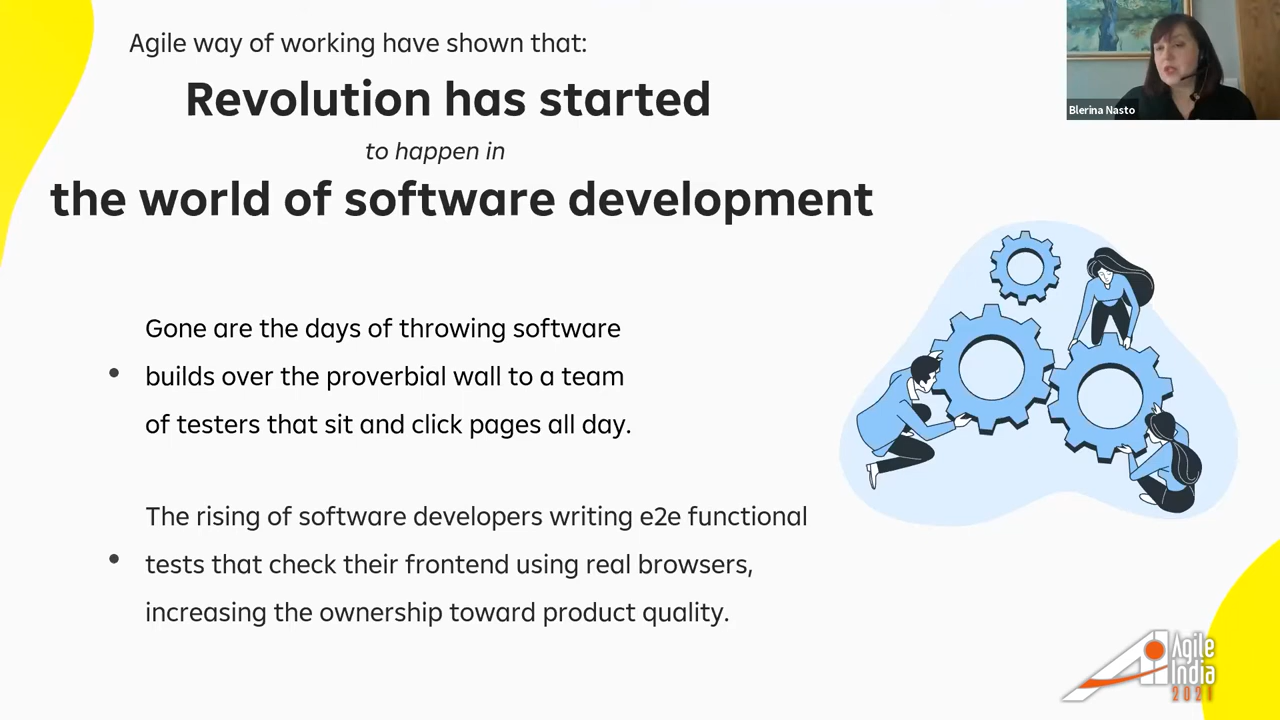 Agile way of working have shown that:
Revolution has started
to happen in
the world of software development
Blerina Nasto
Gone are the days of throwing software
• builds over the proverbial wall to a team
of testers that sit and click pages all day.
The rising of software developers writing e2e functional
• tests that check their frontend using real browsers,
increasing the ownership toward product quality.
Agile
India
2021